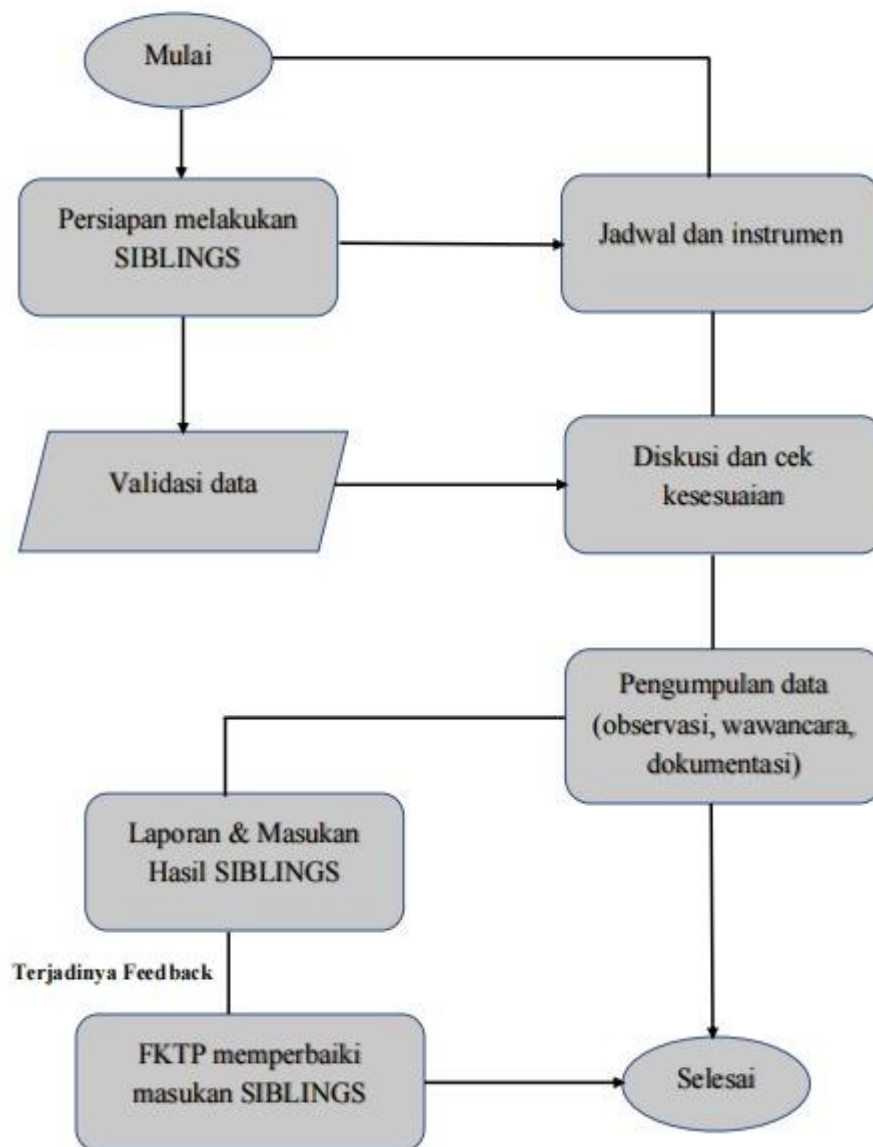 Mulai
Persiapan melakukan
SIBLINGS
Jadwal dan instrumen
Validasi data
Diskusi dan cek
kesesuaian
Pengumpulan data
(observasi, wawancara,
dokumentasi)
Laporan & Masukan
Hasil SIBLINGS
Terjadinya Feedback
FKTP memperbaiki
masukan SIBLINGS
Selesai